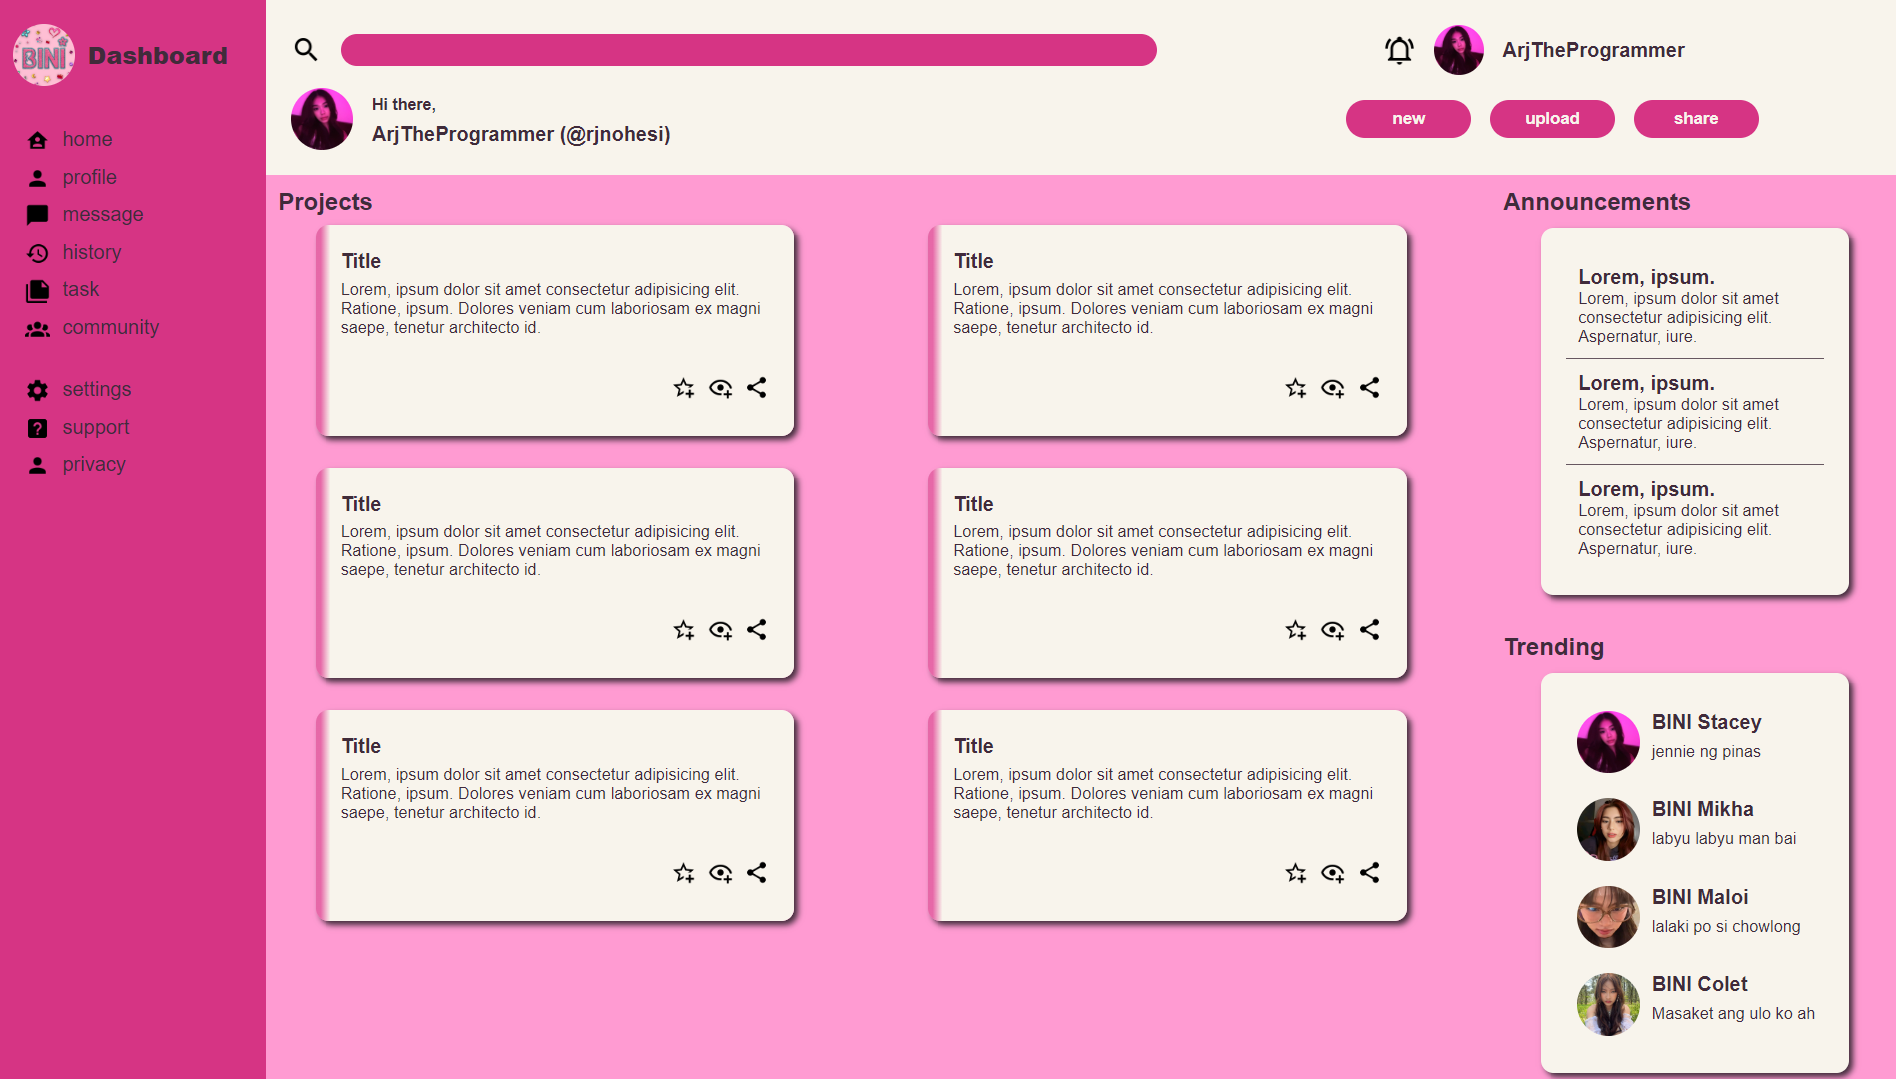 BINI
Dashboard
home
profile
message
history
task
community
settings
support
privacy
ArjTheProgrammer
Hi there,
ArjTheProgrammer (@rjnohesi)
new
upload
share
Projects
Title
Lorem, ipsum dolor sit amet consectetur adipisicing elit.
Ratione, ipsum. Dolores veniam cum laboriosam ex magni
saepe, tenetur architecto id.
Title
Lorem, ipsum dolor sit amet consectetur adipisicing elit.
Ratione, ipsum. Dolores veniam cum laboriosam ex magni
saepe, tenetur architecto id.
Title
Lorem, ipsum dolor sit amet consectetur adipisicing elit.
Ratione, ipsum. Dolores veniam cum laboriosam ex magni
saepe, tenetur architecto id.
Title
Lorem, ipsum dolor sit amet consectetur adipisicing elit.
Ratione, ipsum. Dolores veniam cum laboriosam ex magni
saepe, tenetur architecto id.
Title
Lorem, ipsum dolor sit amet consectetur adipisicing elit.
Ratione, ipsum. Dolores veniam cum laboriosam ex magni
saepe, tenetur architecto id.
Title
Lorem, ipsum dolor sit amet consectetur adipisicing elit.
Ratione, ipsum. Dolores veniam cum laboriosam ex magni
saepe, tenetur architecto id.
Announcements
Lorem, ipsum.
Lorem, ipsum dolor sit amet
consectetur adipisicing elit.
Aspernatur, iure.
Lorem, ipsum.
Lorem, ipsum dolor sit amet
consectetur adipisicing elit.
Aspernatur, iure.
Lorem, ipsum.
Lorem, ipsum dolor sit amet
consectetur adipisicing elit.
Aspernatur, iure.
Trending
BINI Stacey
jennie ng pinas
BINI Mikha
labyu labyu man bai
BINI Maloi
lalaki po si chowlong
BINI Colet
Masaket ang ulo ko ah